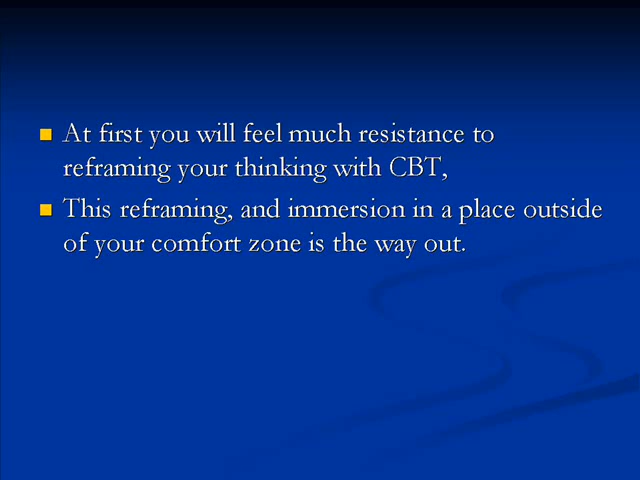 At first you will feel much resistance to
reframing your thinking with CBT,
This reframing, and immersion in a place outside
of your comfort zone is the way out.